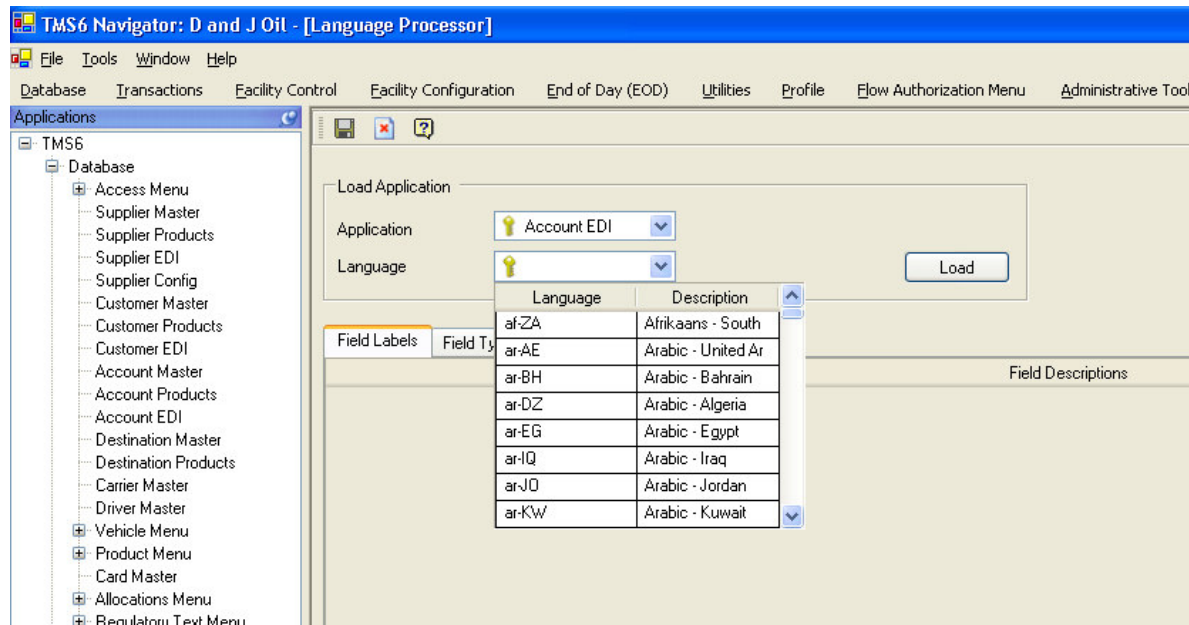 TMS6 Navigator: D and J Oil - [Language Processor]
File Tools Window Help
Database Transactions Facility Control Facility Configuration End of Day (EOD) Utilities Profile Flow Authorization Menu Administrative Tool
Applications
TMS6
Database
Access Menu
Supplier Master
Supplier Products
Supplier EDI
Supplier Config
Customer Master
Customer Products
Customer EDI
Account Master
Account Products
Account EDI
Destination Master
Destination Products
Carrier Master
Driver Master
Vehicle Menu
Product Menu
Card Master
Allocations Menu
Regulatory Text Menu
Load Application
Application Account EDI
Language Load
Language Description
af-ZA Afrikaans - South
ar-AE Arabic - United Ar
ar-BH Arabic - Bahrain
ar-DZ Arabic - Algeria
ar-EG Arabic - Egypt
ar-IQ Arabic - Iraq
ar-JO Arabic - Jordan
ar-KW Arabic - Kuwait
Field Labels Field Ty
Field Descriptions